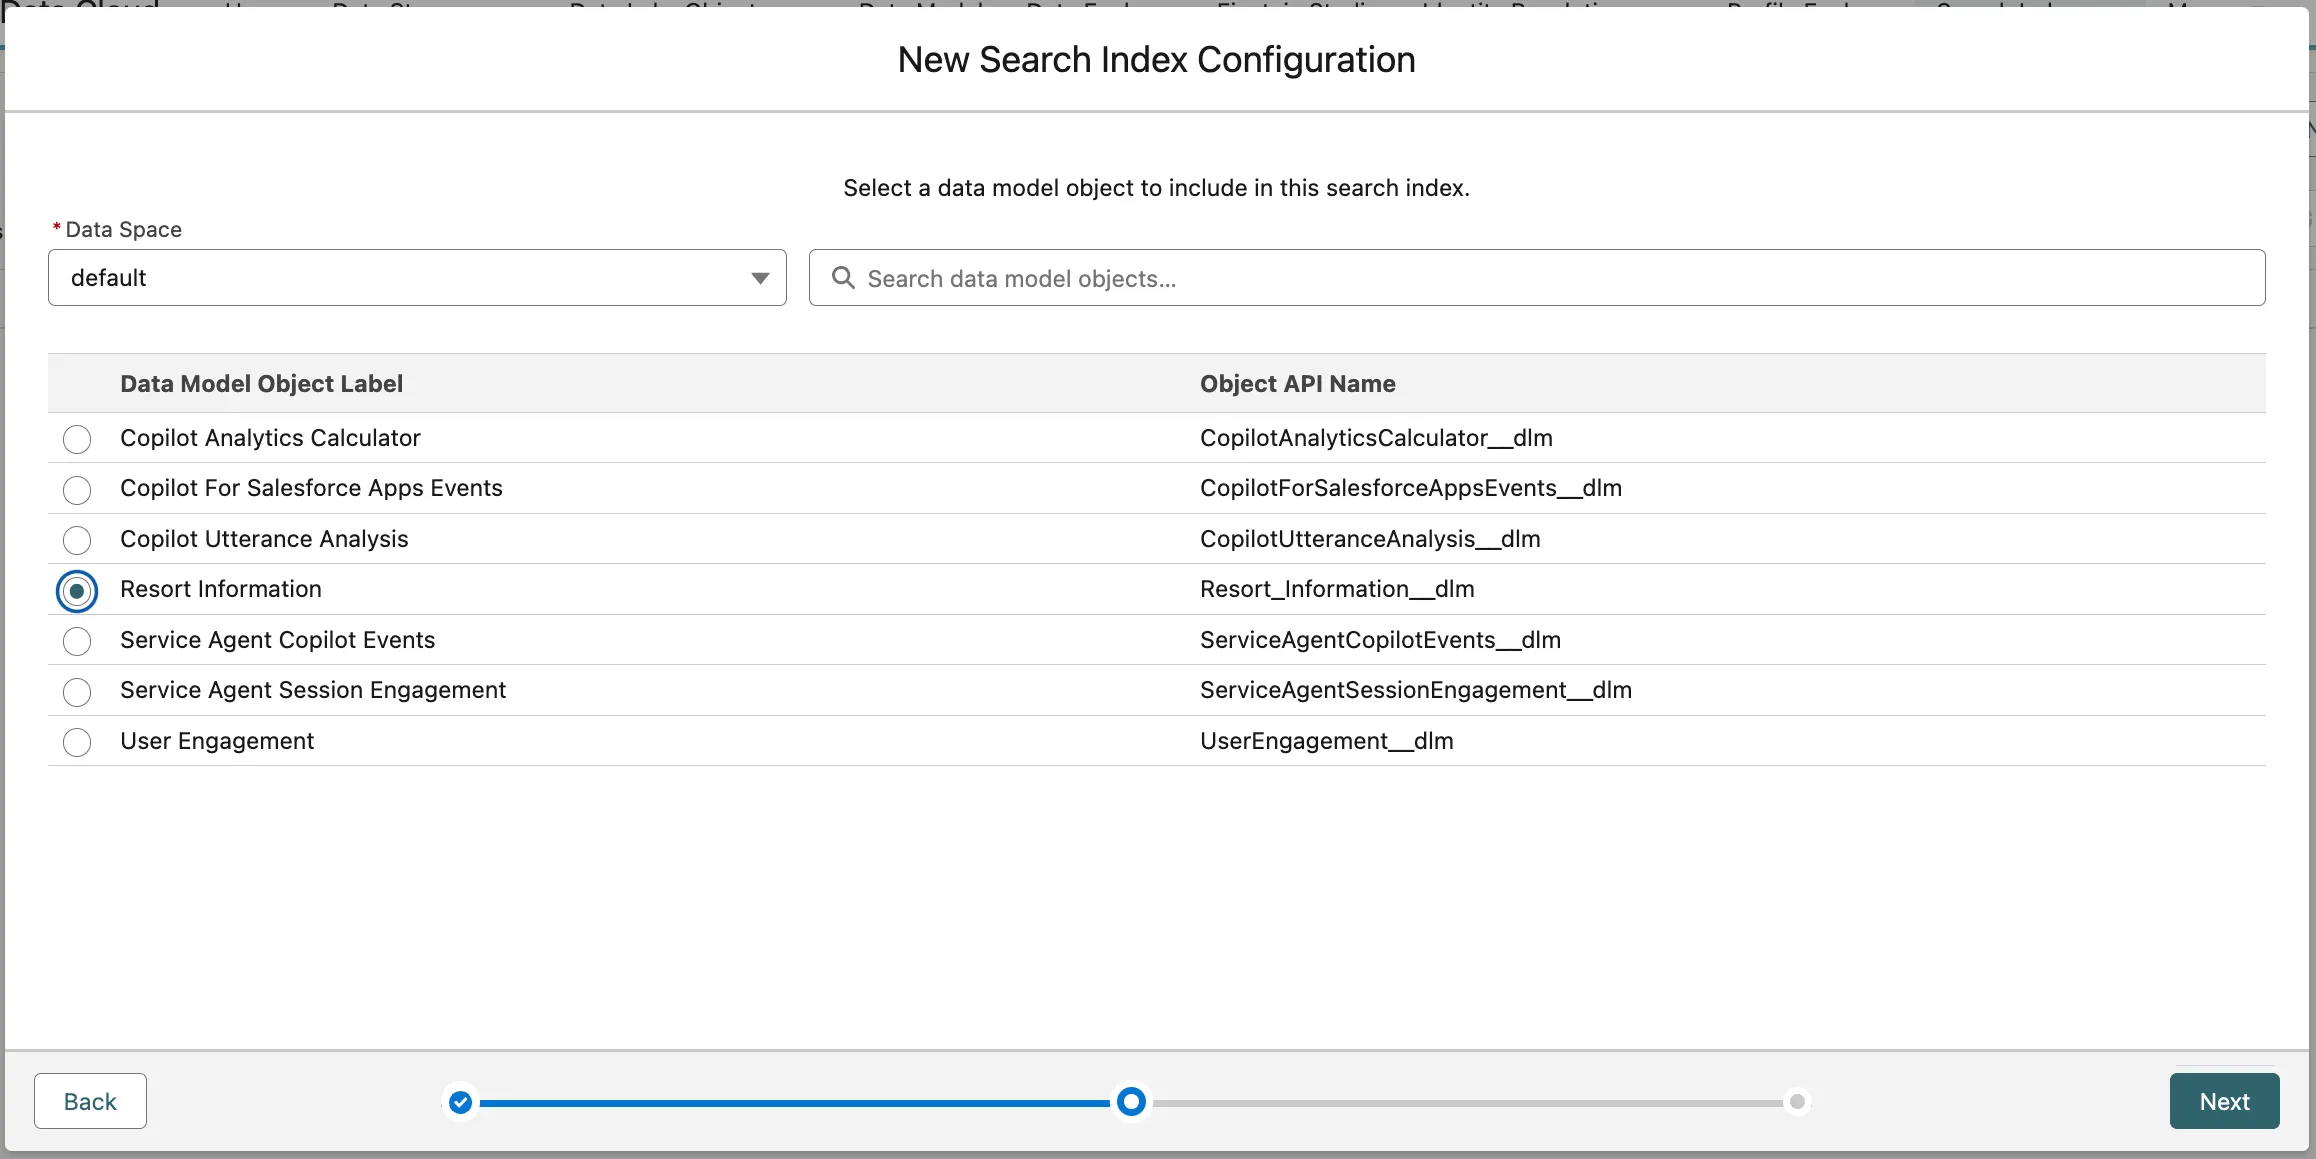 New Search Index Configuration
Select a data model object to include in this search index.
* Data Space
default
Search data model objects...
Data Model Object Label Object API Name
Copilot Analytics Calculator CopilotAnalyticsCalculator__dlm
Copilot For Salesforce Apps Events CopilotForSalesforceAppsEvents__dlm
Copilot Utterance Analysis CopilotUtteranceAnalysis__dlm
Resort Information Resort_Information__dlm
Service Agent Copilot Events ServiceAgentCopilotEvents__dlm
Service Agent Session Engagement ServiceAgentSessionEngagement__dlm
User Engagement UserEngagement__dlm
Back
Next